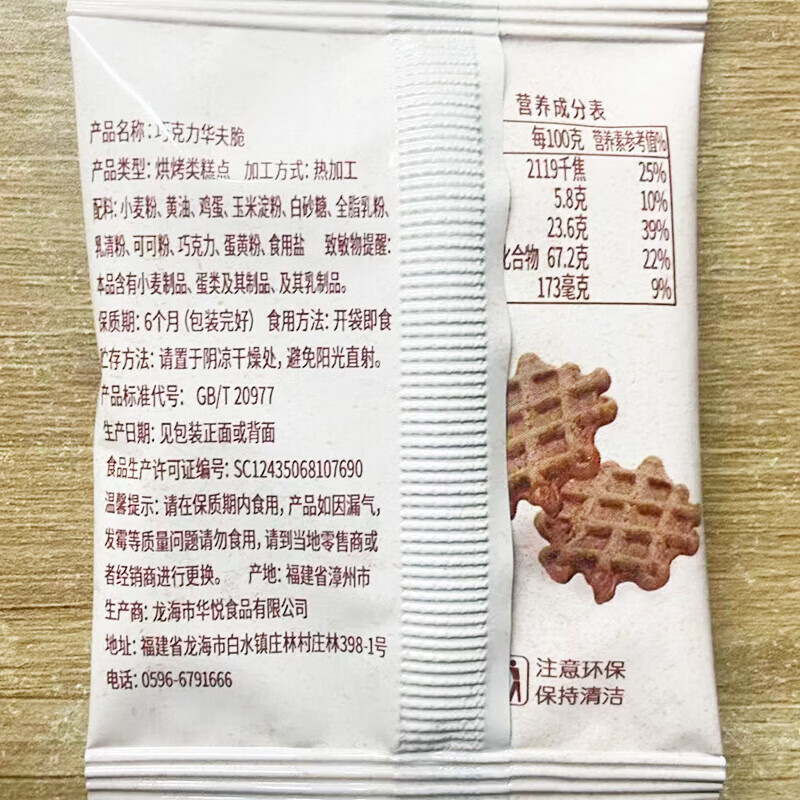 产品名称:巧克力华夫脆
产品类型: 烘烤类糕点 加工方式: 热加工
配料: 小麦粉、黄油、鸡蛋、玉米淀粉、白砂糖、全脂乳粉、
乳清粉、可可粉、巧克力、蛋黄粉、食用盐 致敏物提醒:
本品含有小麦制品、蛋类及其制品、及其乳制品。
保质期: 6个月 (包装完好) 食用方法: 开袋即食
贮存方法: 请置于阴凉干燥处, 避免阳光直射。
产品标准代号: GB/T 20977
生产日期: 见包装正面或背面
食品生产许可证编号: SC12435068107690
温馨提示: 请在保质期内食用, 产品如因漏气,
发霉等质量问题请勿食用, 请到当地零售商或
者经销商进行更换。 产地: 福建省漳州市
生产商: 龙海市华悦食品有限公司
地址: 福建省龙海市白水镇庄林村庄林398-1号
电话: 0596-6791666
营养成分表
每100克 营养素参考值%
2119千焦 25%
5.8克 10%
23.6克 39%
化合物 67.2克 22%
173毫克 9%
注意环保
保持清洁